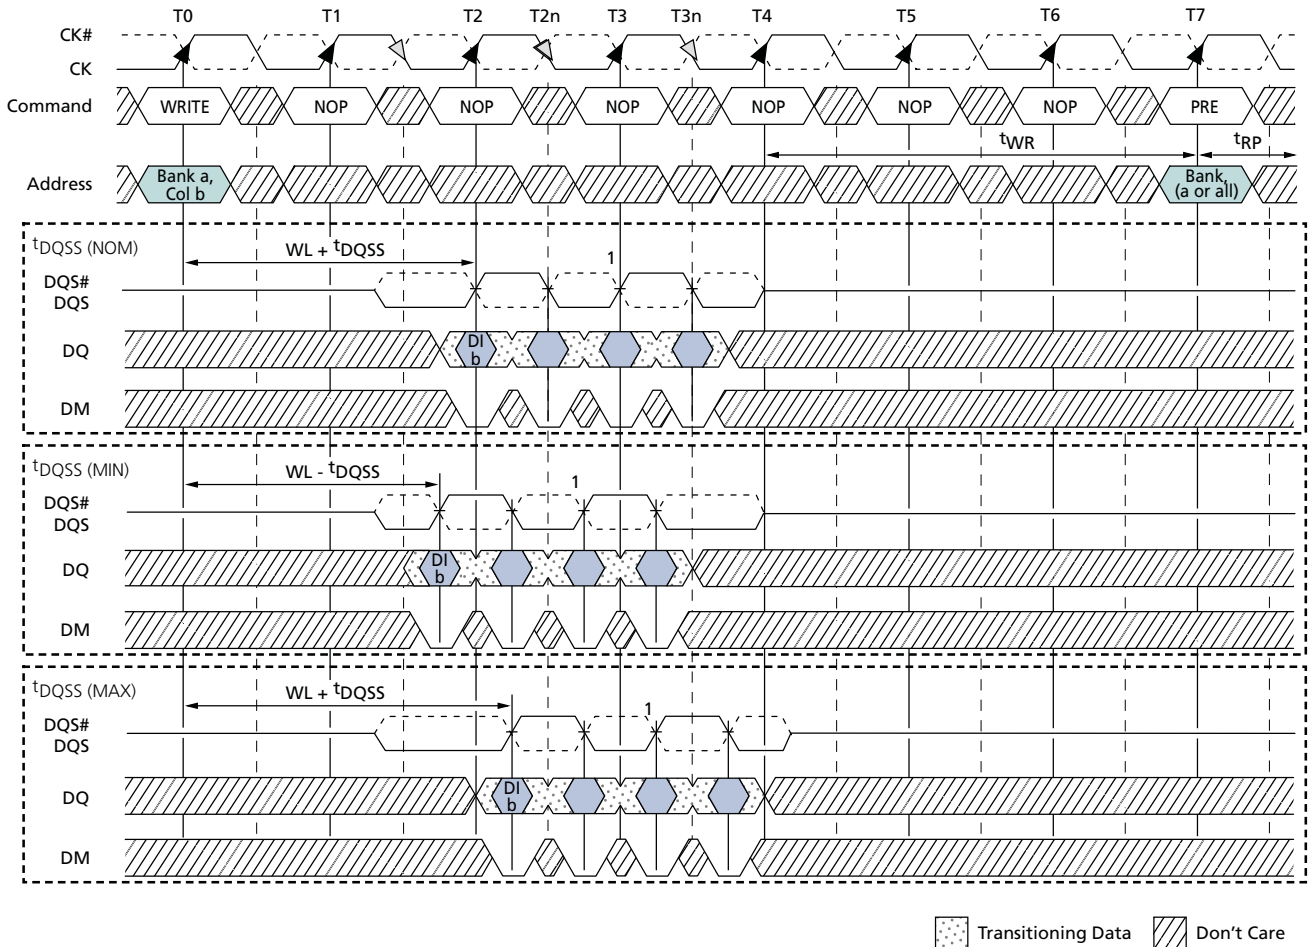 T0 T1 T2 T2n T3 T3n T4 T5 T6 T7
CK#
CK
Command WRITE NOP NOP NOP NOP NOP NOP PRE
tWR tRP
Address Bank a, Col b Bank, (a or all)
tDQSS (NOM)
WL + tDQSS 1
DQS#
DQS
DQ DI b
DM
tDQSS (MIN)
WL - tDQSS 1
DQS#
DQS
DQ DI b
DM
tDQSS (MAX)
WL + tDQSS 1
DQS#
DQS
DQ DI b
DM
Transitioning Data Don't Care